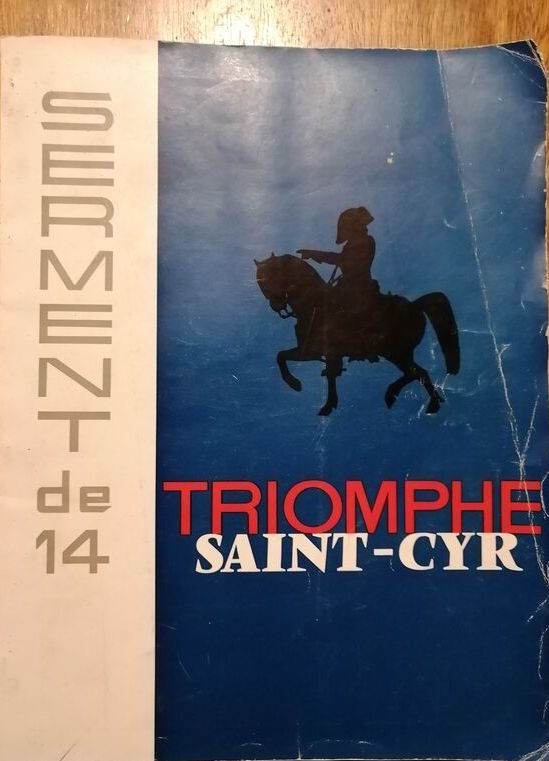 SERMENT
de
14
TRIOMPHE
SAINT-CYR